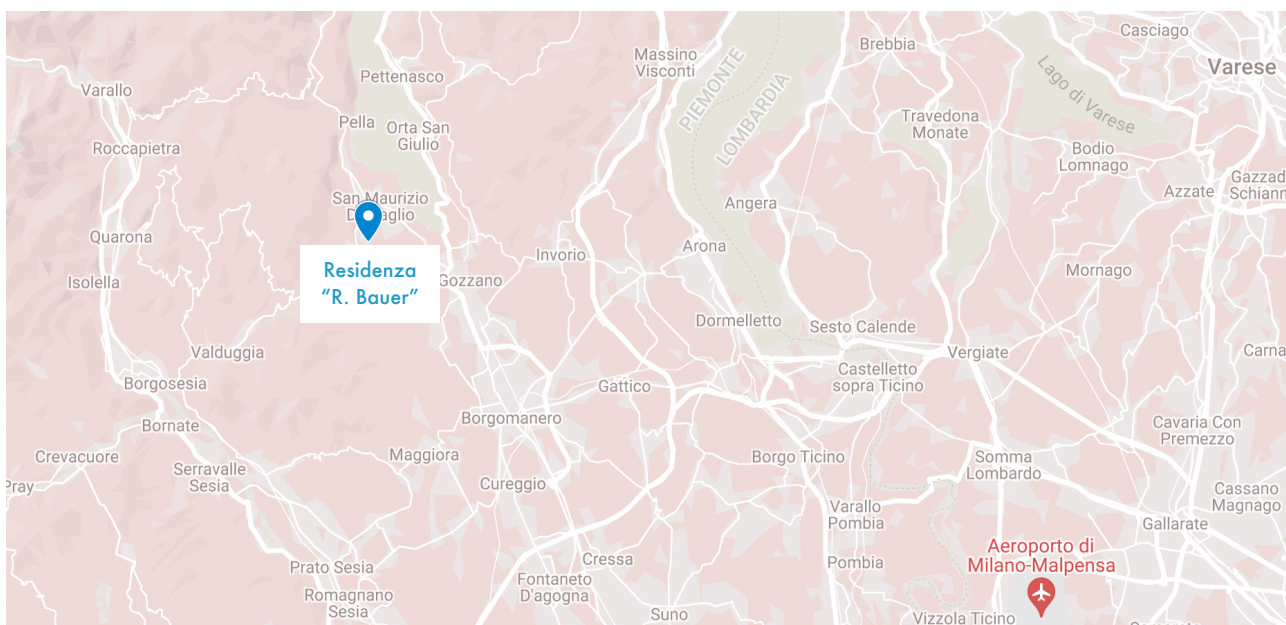 Casciago
Massino
Visconti
Brebbia
Varese
Pettenasco
PIEMONTE
LOMBARDIA
Lago di Varese
Varallo
Pella
Orta San
Giulio
Travedona
Monate
Roccapietra
Bodio
Lomnago
Gazzad
Schiann
Azzate
San Maurizio
Angera
Quarona
Arona
Invorio
Residenza
“R. Bauer”
Gozzano
Mornago
Isolella
Dormelletto
Sesto Calende
Valduggia
Vergiate
Carna
Borgosesia
Gattico
Castelletto
sopra Ticino
Bornate
Borgomanero
Cavaria Con
Premezzo
Crevacuore
Maggiora
Borgo Ticino
Somma
Lombardo
Serravalle
Sesia
Pray
Cureggio
Cassano
Magnago
Varallo
Pombia
Gallarate
Aeroporto di
Milano-Malpensa
Cressa
Pombia
Prato Sesia
Fontaneto
D'agogna
Romagnano
Sesia
Suno
Vizzola Ticino